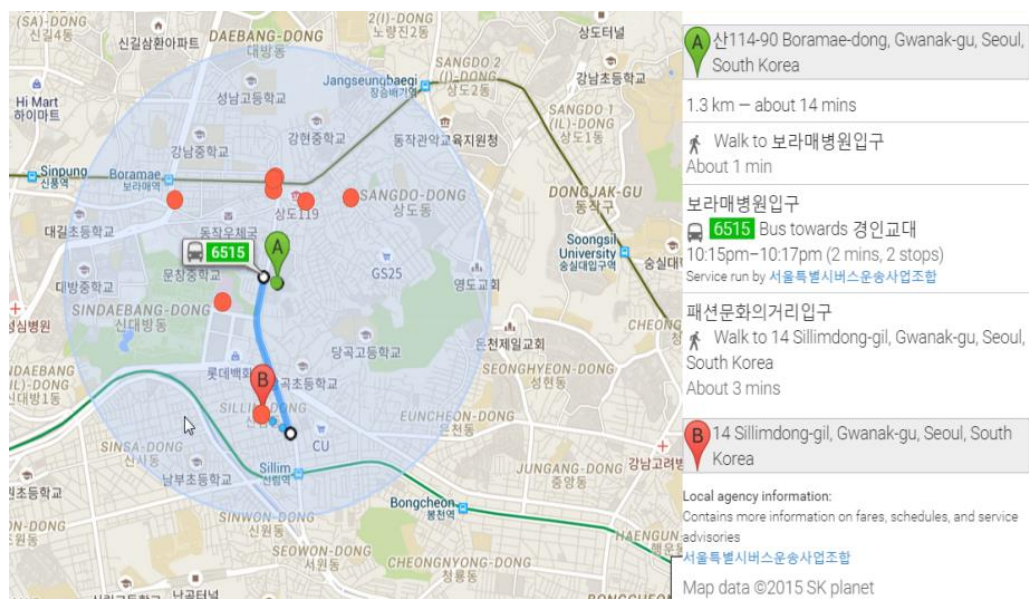 (SA)-DONG
신길4동
신길삼환아파트
DAEBANG-DONG
대방동
2(I)-DONG
노량진2동
상도터널
Hi Mart
하이마트
성남고등학교
Jangseungbaegi
장승배기역
SANGDO 2
(I)-DONG
상도2동
강남초등학교
강현중학교
동작관악교육지원청
SANGDO 1
(IL)-DONG
상도1동
강남중학교
Sinpung
신풍역
Boramae
보라매역
상도119
SANGDO-DONG
상도동
DONGJAK-GU
동작구
대길초등학교
동작우체국
6515
A
문창중학교
GS25
Soongsil
University
숭실대입구역
대방중학교
영도교회
SINDAEBANG-DONG
신대방동
당곡고등학교
은천제일교회
SEONGHYEON-DONG
성현동
롯데백화
B
곡초등학교
EUNCHEON-DONG
은천동
SINSA-DONG
신사동
CU
Sillim
신림역
남부초등학교
JUNGANG-DONG
중앙동
강남고려병
Bongcheon
봉천역
SINWON-DONG
신원동
SEOWON-DONG
서원동
CHEONGNYONG-DONG
청룡동
난곡터널
A 산114-90 Boramae-dong, Gwanak-gu, Seoul,
South Korea
1.3 km — about 14 mins
Walk to 보라매병원입구
About 1 min
보라매병원입구
6515 Bus towards 경인교대
10:15pm–10:17pm (2 mins, 2 stops)
Service run by 서울특별시버스운송사업조합
패션문화의거리입구
Walk to 14 Sillimdong-gil, Gwanak-gu, Seoul,
South Korea
About 3 mins
B 14 Sillimdong-gil, Gwanak-gu, Seoul, South
Korea
Local agency information:
Contains more information on fares, schedules, and service
advisories
서울특별시버스운송사업조합
Map data ©2015 SK planet